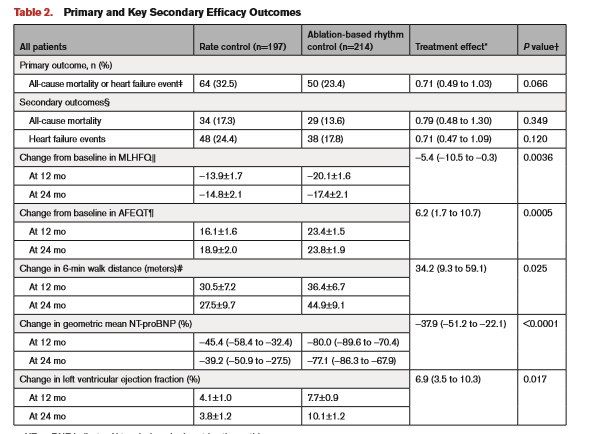 Table 2. Primary and Key Secondary Efficacy Outcomes
All patients Rate control (n=197) Ablation-based rhythm control (n=214) Treatment effect* P value†
Primary outcome, n (%)
All-cause mortality or heart failure event‡ 64 (32.5) 50 (23.4) 0.71 (0.49 to 1.03) 0.066
Secondary outcomes§
All-cause mortality 34 (17.3) 29 (13.6) 0.79 (0.48 to 1.30) 0.349
Heart failure events 48 (24.4) 38 (17.8) 0.71 (0.47 to 1.09) 0.120
Change from baseline in MLHFQ‖ −5.4 (−10.5 to −0.3) 0.0036
At 12 mo −13.9±1.7 −20.1±1.6
At 24 mo −14.8±2.1 −17.4±2.1
Change from baseline in AFEQT¶ 6.2 (1.7 to 10.7) 0.0005
At 12 mo 16.1±1.6 23.4±1.5
At 24 mo 18.9±2.0 23.8±1.9
Change in 6-min walk distance (meters)# 34.2 (9.3 to 59.1) 0.025
At 12 mo 30.5±7.2 36.4±6.7
At 24 mo 27.5±9.7 44.9±9.1
Change in geometric mean NT-proBNP (%) −37.9 (−51.2 to −22.1) <0.0001
At 12 mo −45.4 (−58.4 to −32.4) −80.0 (−89.6 to −70.4)
At 24 mo −39.2 (−50.9 to −27.5) −77.1 (−86.3 to −67.9)
Change in left ventricular ejection fraction (%) 6.9 (3.5 to 10.3) 0.017
At 12 mo 4.1±1.0 7.7±0.9
At 24 mo 3.8±1.2 10.1±1.2